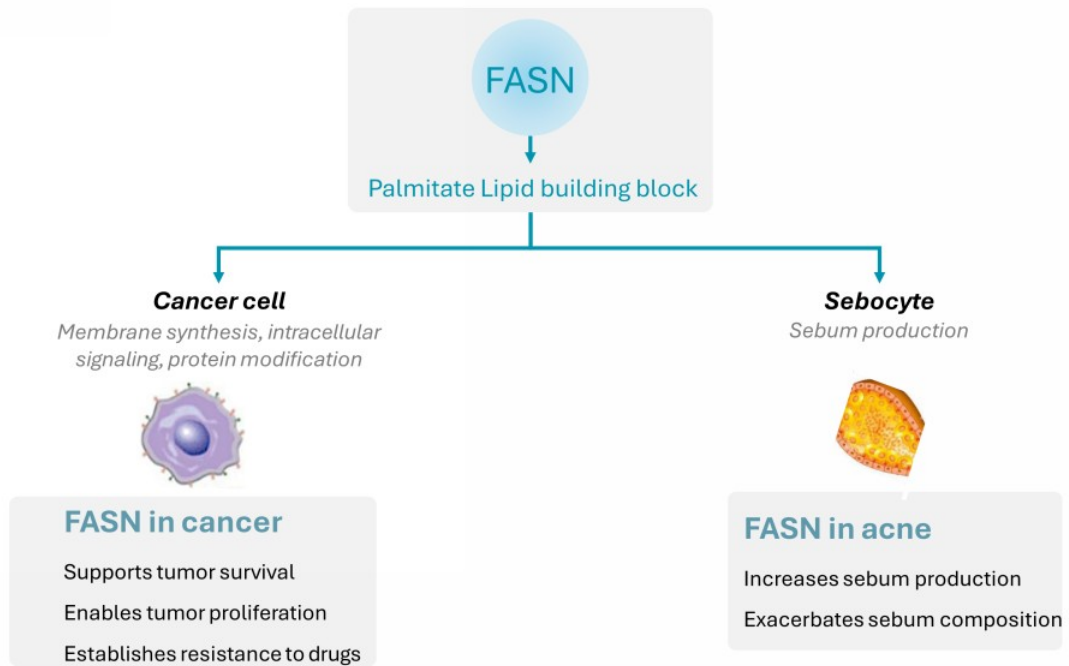 FASN
Palmitate Lipid building block
Cancer cell
Membrane synthesis, intracellular
signaling, protein modification
FASN in cancer
Supports tumor survival
Enables tumor proliferation
Establishes resistance to drugs
Sebocyte
Sebum production
FASN in acne
Increases sebum production
Exacerbates sebum composition